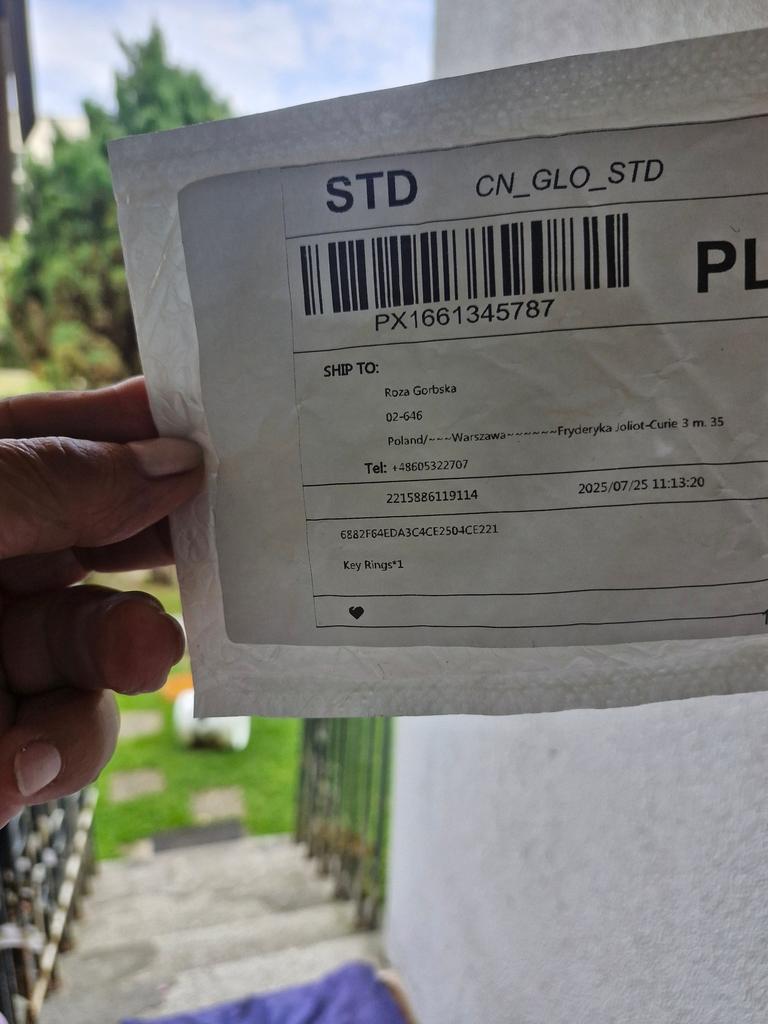 STD CN_GLO_STD
PX1661345787
PL
SHIP TO:
Roza Gorbska
02-646
Poland/~~~Warszawa~~~~~~Fryderyka Joliot-Curie 3 m. 35
Tel: +48605322707
2215886119114 2025/07/25 11:13:20
6882F64EDA3C4CE2504CE221
Key Rings*1